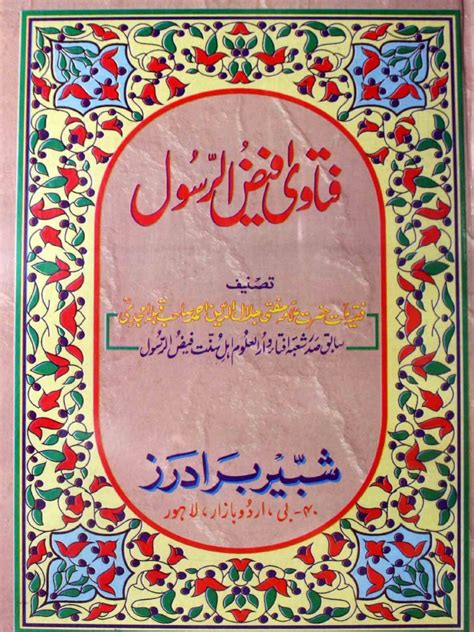 فتاویٰ فیض الرسول
تصنیف
فقیہ ملت حضرت علامہ مفتی جلال الدین احمد صاحب قبلہ امجدی
سابق صدر شعبہ افتاء دارالعلوم اہل سنت فیض الرسول
شبیر برادرز
۴۰- بی، اردو بازار، لاہور